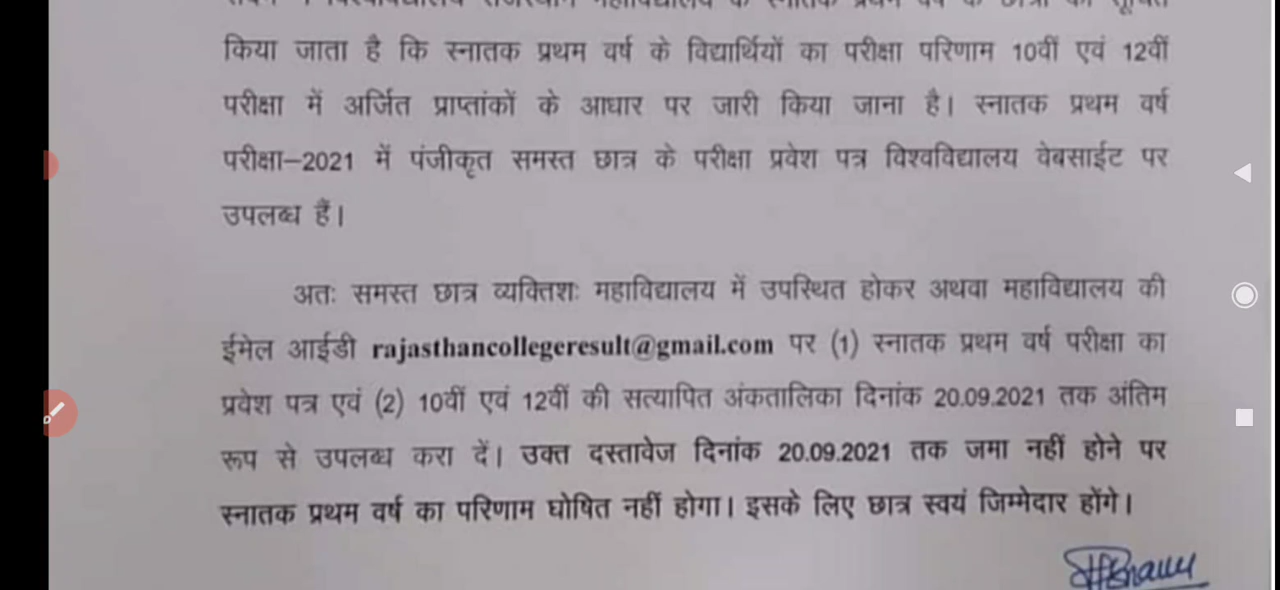 किया जाता है कि स्नातक प्रथम वर्ष के विद्यार्थियों का परीक्षा परिणाम 10वीं एवं 12वीं
परीक्षा में अर्जित प्राप्तांकों के आधार पर जारी किया जाना है। स्नातक प्रथम वर्ष
परीक्षा–2021 में पंजीकृत समस्त छात्र के परीक्षा प्रवेश पत्र विश्वविद्यालय वेबसाईट पर
उपलब्ध हैं।
अतः समस्त छात्र व्यक्तिशः महाविद्यालय में उपस्थित होकर अथवा महाविद्यालय की
ईमेल आईडी rajasthancollegeresult@gmail.com पर (1) स्नातक प्रथम वर्ष परीक्षा का
प्रवेश पत्र एवं (2) 10वीं एवं 12वीं की सत्यापित अंकतालिका दिनांक 20.09.2021 तक अंतिम
रूप से उपलब्ध करा दें। उक्त दस्तावेज दिनांक 20.09.2021 तक जमा नहीं होने पर
स्नातक प्रथम वर्ष का परिणाम घोषित नहीं होगा। इसके लिए छात्र स्वयं जिम्मेदार होंगे।